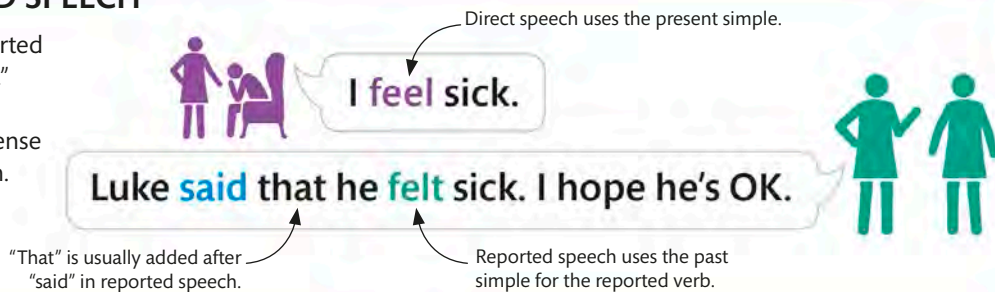 D SPEECH
Direct speech uses the present simple.
orted
"
ense
n.
I feel sick.
Luke said that he felt sick. I hope he's OK.
"That" is usually added after
"said" in reported speech.
Reported speech uses the past
simple for the reported verb.